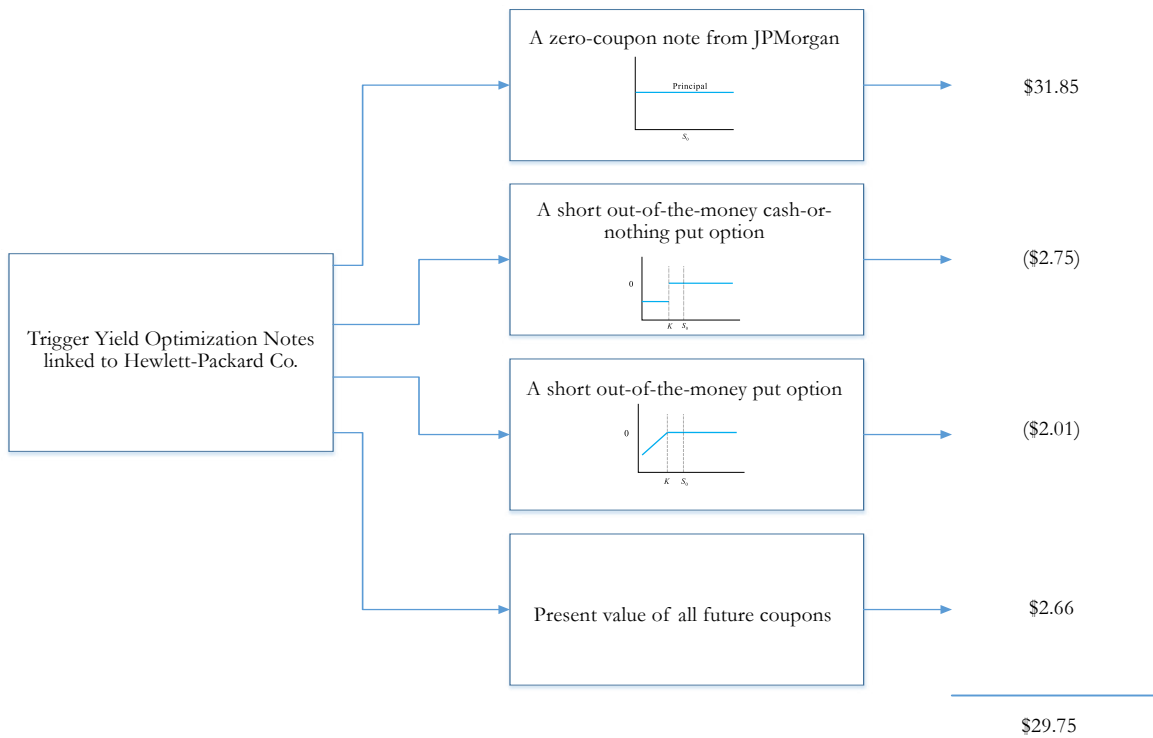 A zero-coupon note from JPMorgan
Principal
S₀
$31.85
A short out-of-the-money cash-or-
nothing put option
0
K
S₀
($2.75)
Trigger Yield Optimization Notes
linked to Hewlett-Packard Co.
A short out-of-the-money put option
0
K
S₀
($2.01)
Present value of all future coupons
$2.66
$29.75